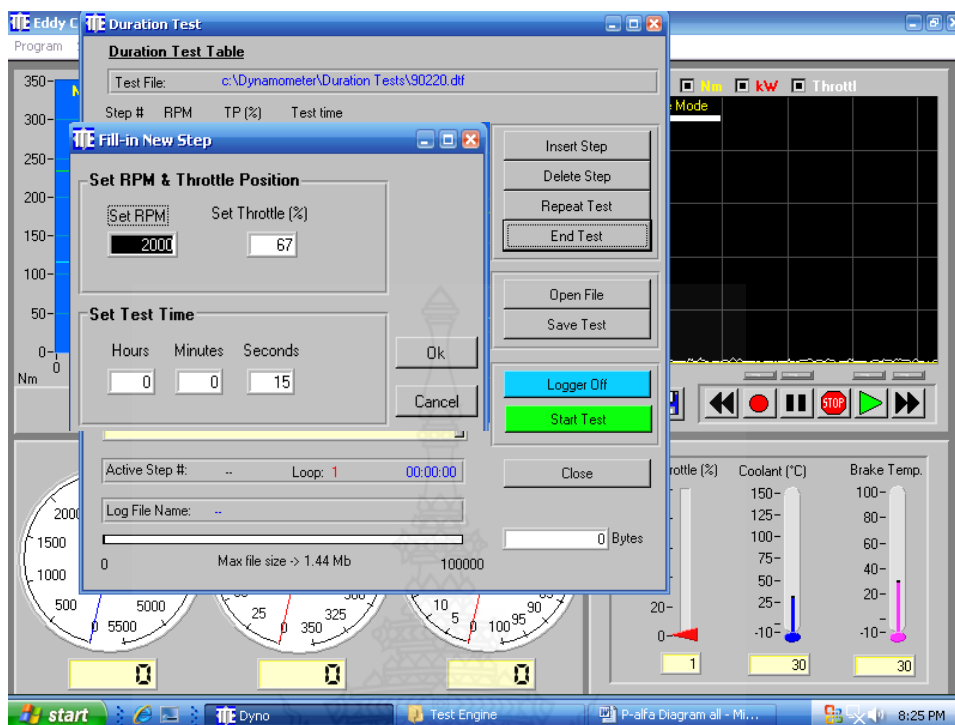 Eddy C
Program
Duration Test
Duration Test Table
Test File: c:\Dynamometer\Duration Tests\90220.dtf
Step # RPM TP (%) Test time
Fill-in New Step
Set RPM & Throttle Position
Set RPM Set Throttle (%)
2000 67
Set Test Time
Hours Minutes Seconds
0 0 15
Ok
Cancel
Insert Step
Delete Step
Repeat Test
End Test
Open File
Save Test
Logger Off
Start Test
Close
Active Step #: -- Loop: 1 00:00:00
Log File Name: --
0 Max file size -> 1.44 Mb 100000
0 Bytes
350
300
250
200
150
100
50
0
Nm
0
Nm kW Throttl
Mode
STOP
2000
1500
1000
500
0
5500
5000
25
0
350
325
300
10
5
0
100
95
90
0
0
0
rottle (%) Coolant (°C) Brake Temp.
20
0
1
150
125
100
75
50
25
-10
30
100
80
60
40
20
-10
30
start
Dyno
Test Engine
P-alfa Diagram all - Mi...
8:25 PM